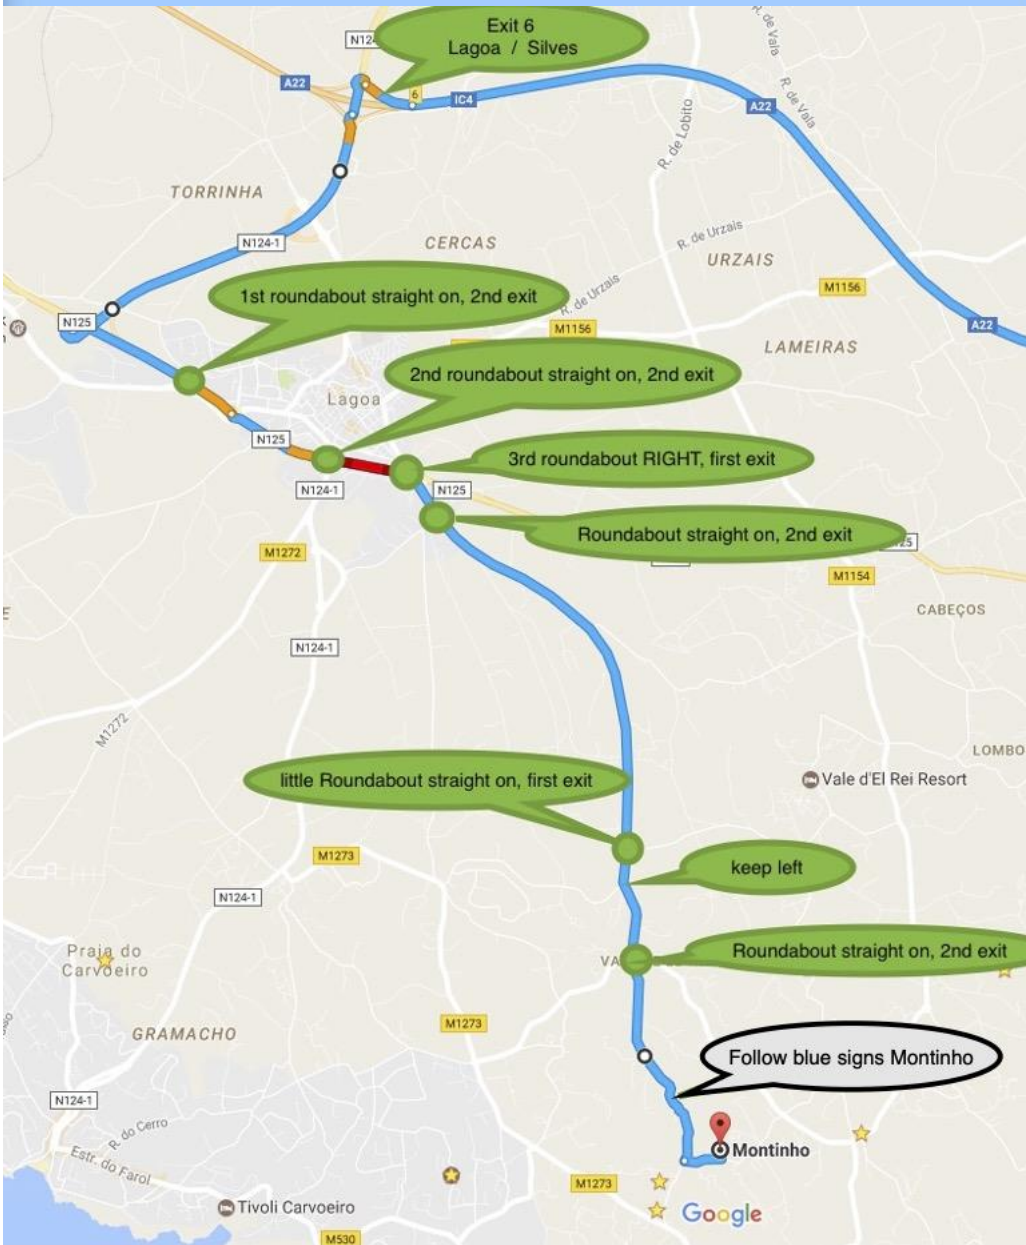 Exit 6
Lagoa / Silves
N124
R. de Vala
A22
6
IC4
A22
R. de Vala
R. de Lobito
TORRINHA
N124-1
CERCAS
R. de Urzais
URZAIS
1st roundabout straight on, 2nd exit
R. de Urzais
M1156
N125
M1156
A22
LAMEIRAS
2nd roundabout straight on, 2nd exit
Lagoa
N125
3rd roundabout RIGHT, first exit
N124-1
N125
Roundabout straight on, 2nd exit
25
M1272
M1154
CABEÇOS
N124-1
M1272
LOMBO
little Roundabout straight on, first exit
Vale d'El Rei Resort
M1273
keep left
N124-1
Praia do
Carvoeiro
VA
Roundabout straight on, 2nd exit
M1273
GRAMACHO
Follow blue signs Montinho
N124-1
R. do Cerro
Montinho
Estr. do Farol
M1273
Tivoli Carvoeiro
Google
M530